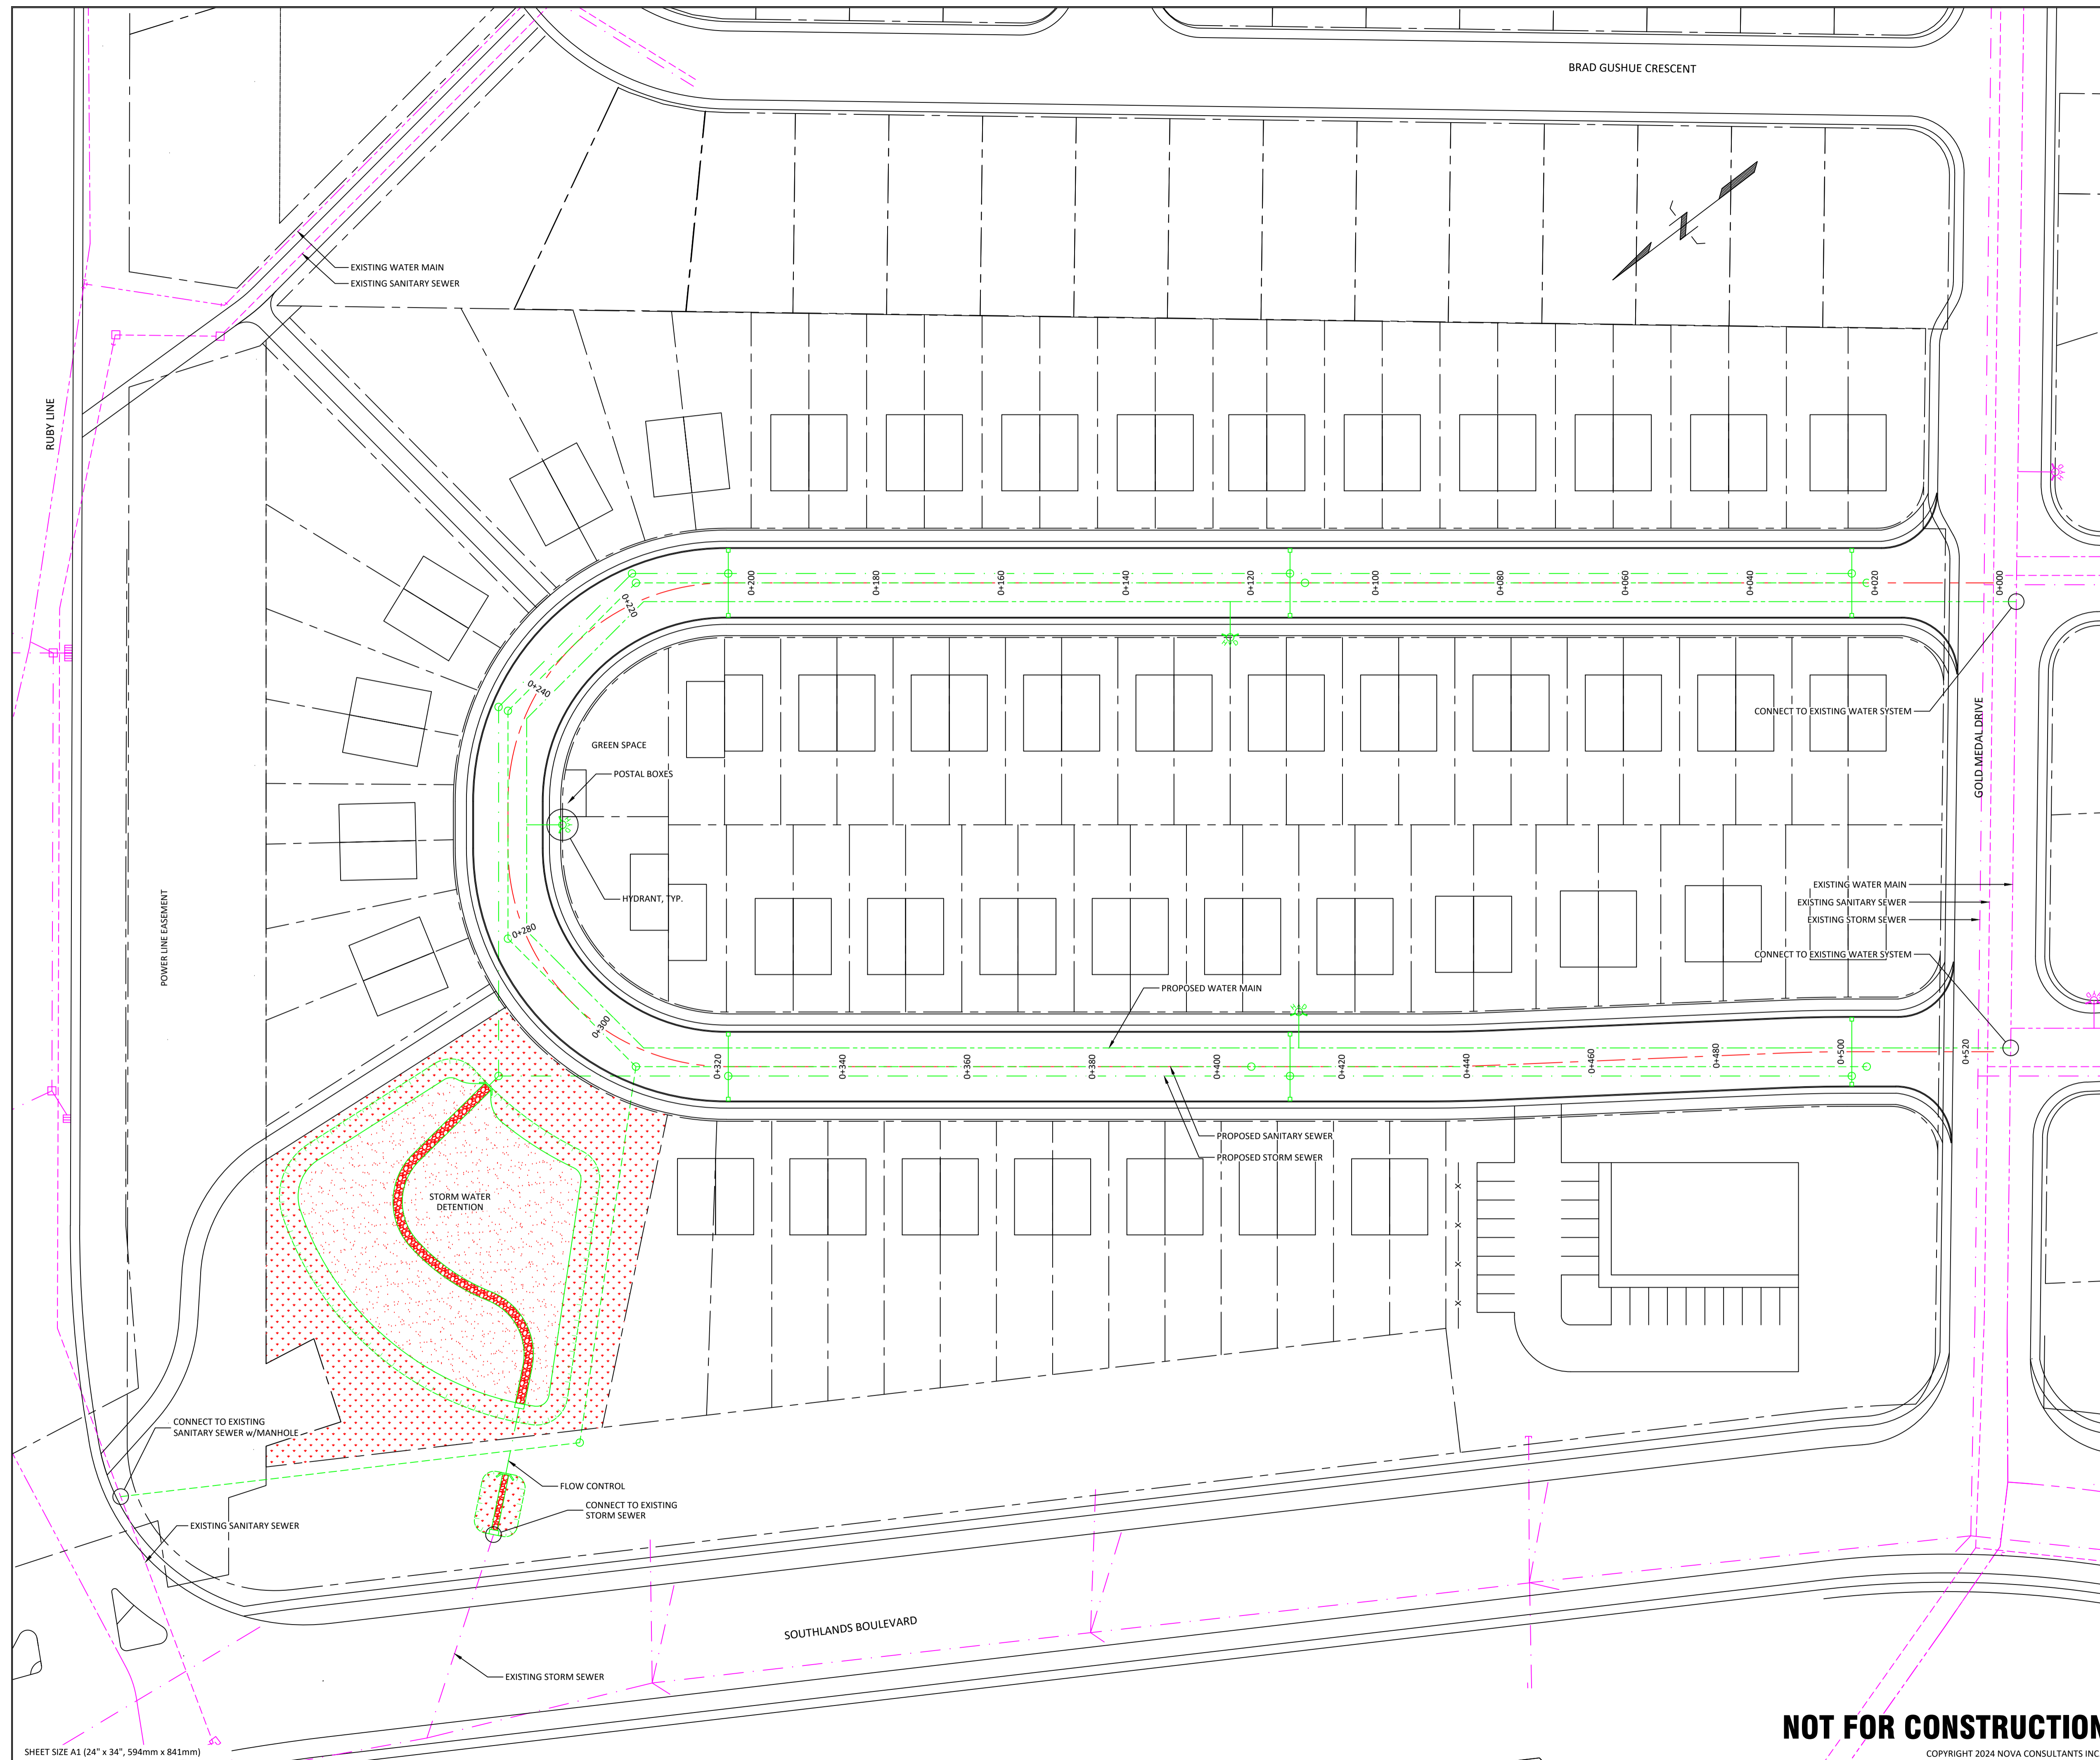 BRAD GUSHUE CRESCENT
EXISTING WATER MAIN
EXISTING SANITARY SEWER
RUBY LINE
N
0+200
0+180
0+160
0+140
0+120
0+100
0+080
0+060
0+040
0+020
0+000
0+220
0+240
GREEN SPACE
POSTAL BOXES
CONNECT TO EXISTING WATER SYSTEM
GOLD MEDAL DRIVE
POWER LINE EASEMENT
HYDRANT, TYP.
EXISTING WATER MAIN
EXISTING SANITARY SEWER
EXISTING STORM SEWER
0+280
CONNECT TO EXISTING WATER SYSTEM
PROPOSED WATER MAIN
0+300
0+320
0+340
0+360
0+380
0+400
0+420
0+440
0+460
0+480
0+500
0+520
PROPOSED SANITARY SEWER
PROPOSED STORM SEWER
STORM WATER
DETENTION
X
X
X
X
CONNECT TO EXISTING
SANITARY SEWER w/MANHOLE
FLOW CONTROL
CONNECT TO EXISTING
STORM SEWER
EXISTING SANITARY SEWER
SOUTHLANDS BOULEVARD
EXISTING STORM SEWER
NOT FOR CONSTRUCTION
SHEET SIZE A1 (24" x 34", 594mm x 841mm)
COPYRIGHT 2024 NOVA CONSULTANTS IN